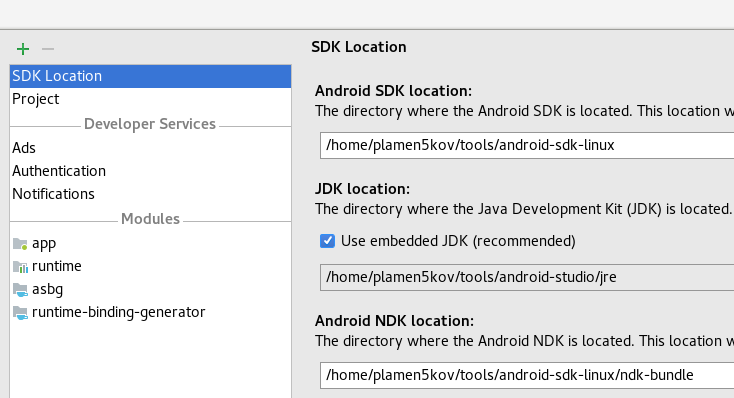 SDK Location
Project
Developer Services
Ads
Authentication
Notifications
Modules
app
runtime
asbg
runtime-binding-generator
SDK Location
Android SDK location:
The directory where the Android SDK is located. This location w
/home/plamen5kov/tools/android-sdk-linux
JDK location:
The directory where the Java Development Kit (JDK) is located.
Use embedded JDK (recommended)
/home/plamen5kov/tools/android-studio/jre
Android NDK location:
The directory where the Android NDK is located. This location w
/home/plamen5kov/tools/android-sdk-linux/ndk-bundle